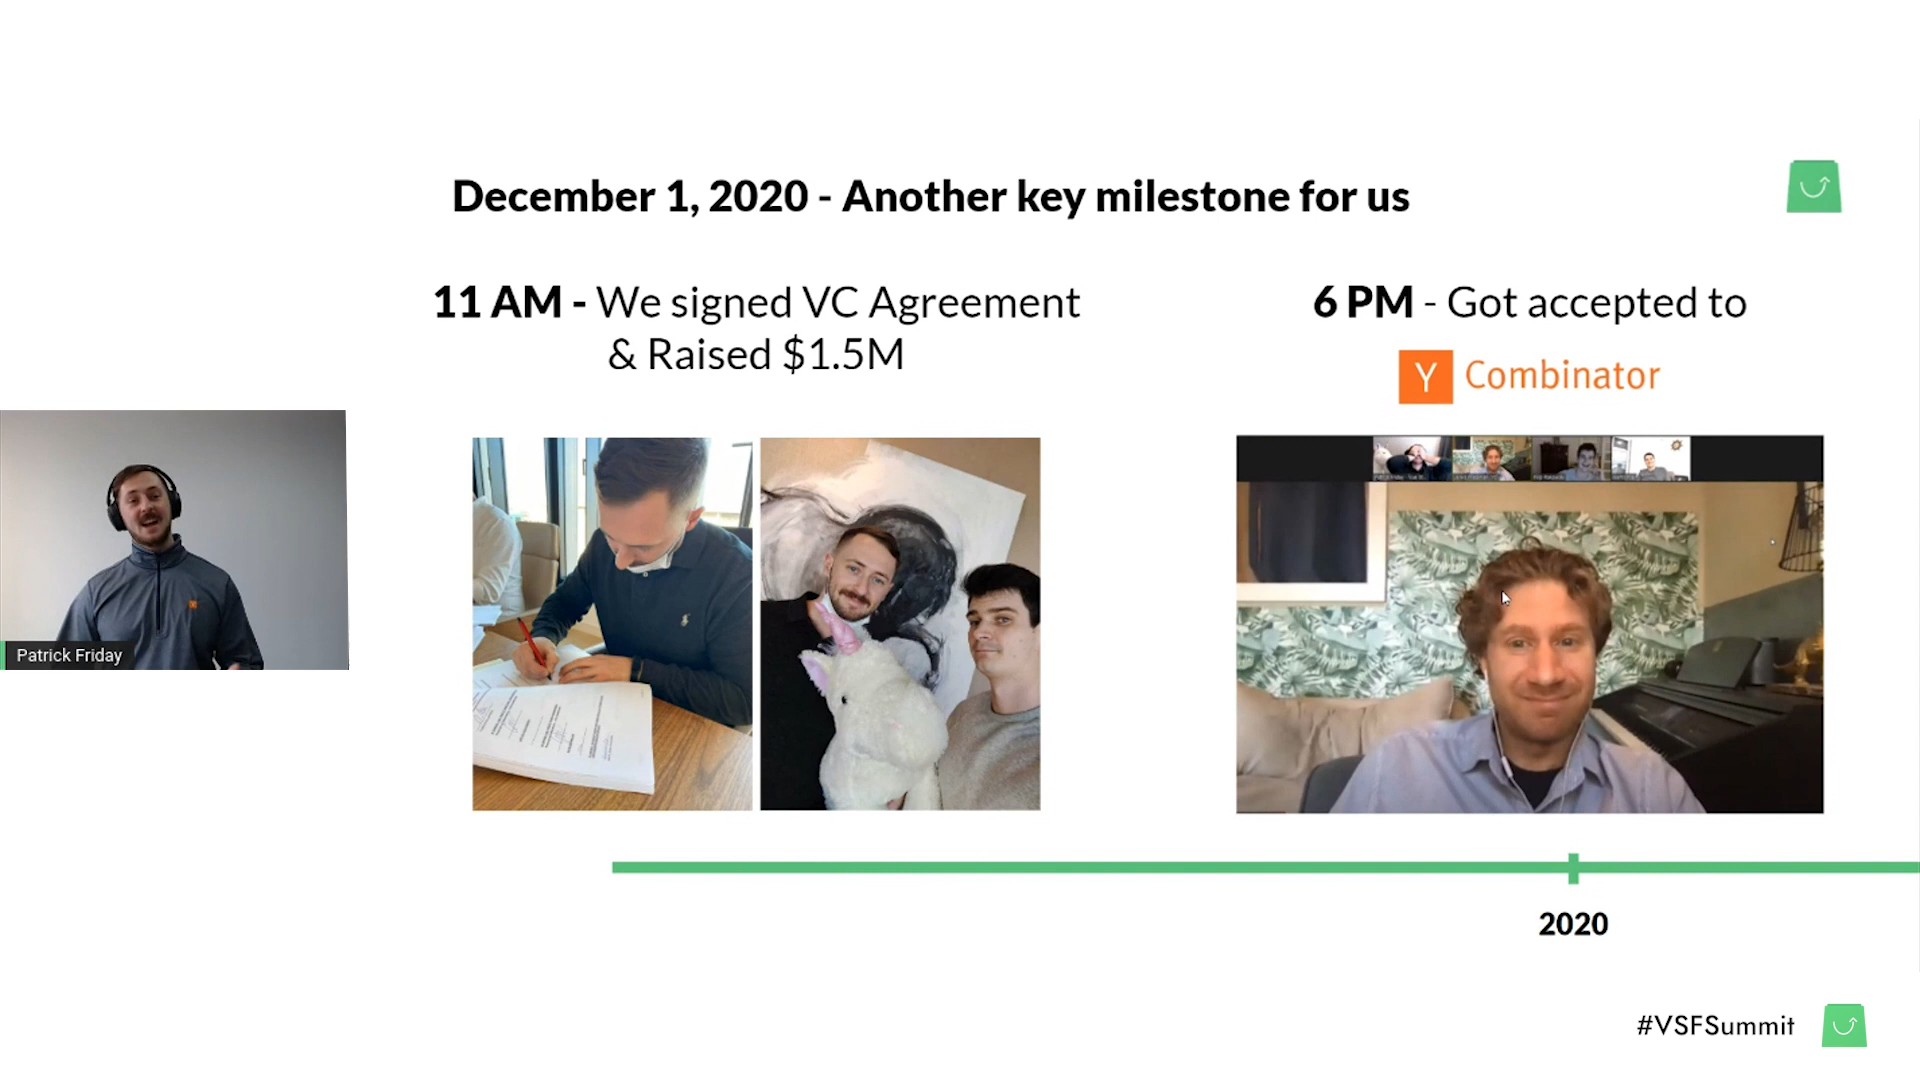 December 1, 2020 - Another key milestone for us
11 AM - We signed VC Agreement
& Raised $1.5M
6 PM - Got accepted to
Y Combinator
Patrick Friday
2020
#VSFSummit